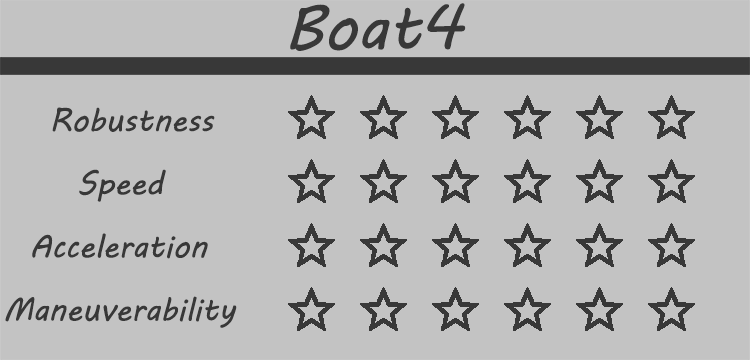 Boat4
Robustness
Speed
Acceleration
Maneuverability